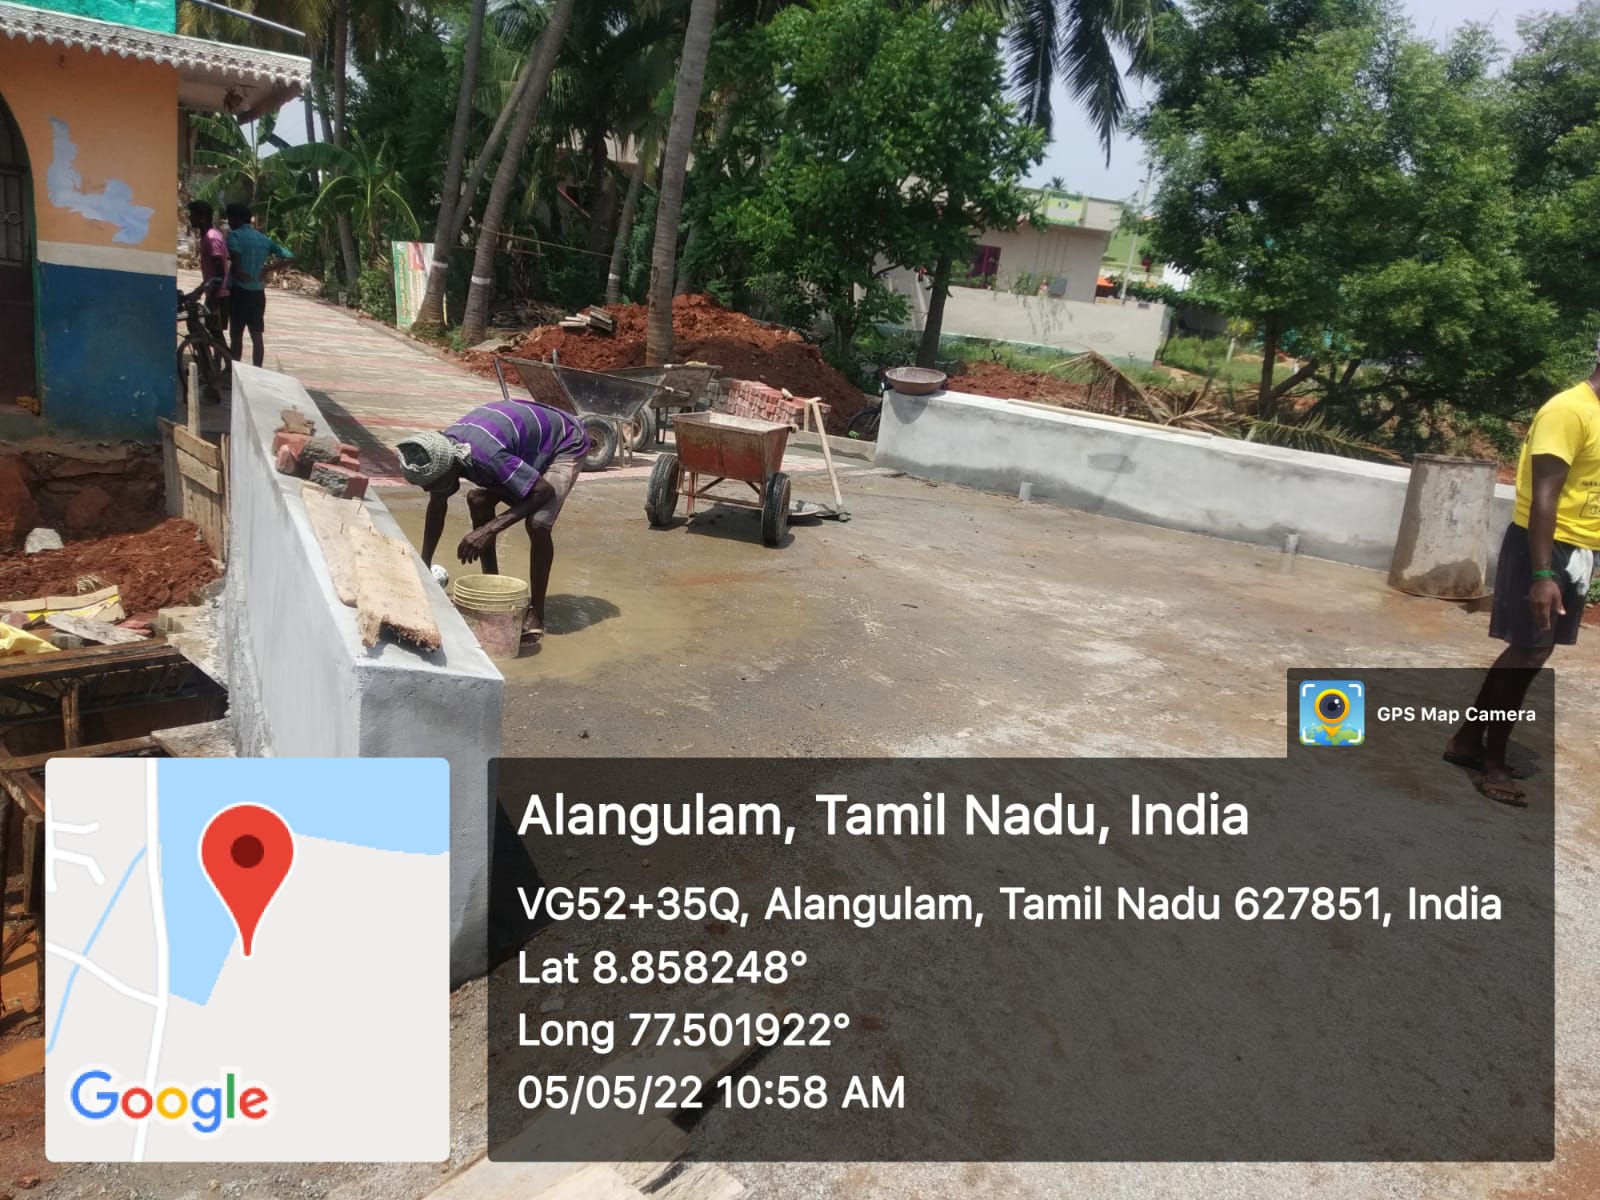 GPS Map Camera
Alangulam, Tamil Nadu, India
VG52+35Q, Alangulam, Tamil Nadu 627851, India
Lat 8.858248°
Long 77.501922°
05/05/22 10:58 AM
Google